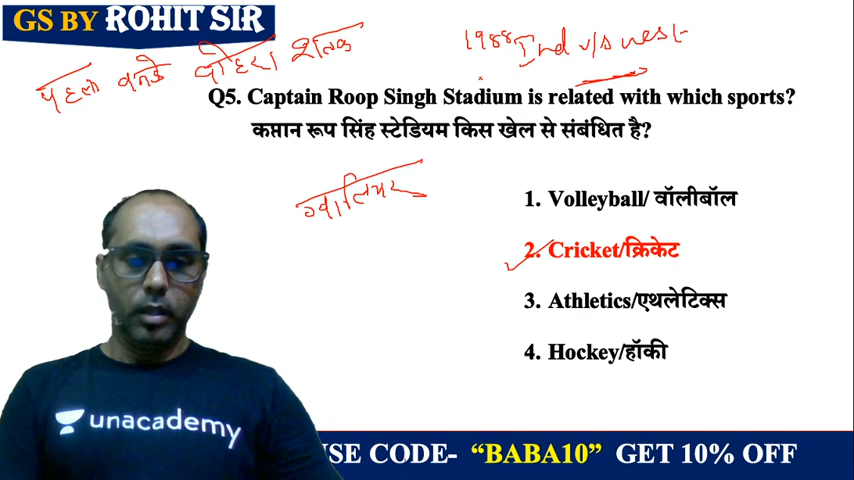 GS BY ROHIT SIR
पहला वनडे दोहरा शतक
1988 Ind v/s west
Q5. Captain Roop Singh Stadium is related with which sports?
कप्तान रूप सिंह स्टेडियम किस खेल से संबंधित है?
ग्वालियर
1. Volleyball/ वॉलीबॉल
2. Cricket/क्रिकेट
3. Athletics/एथलेटिक्स
4. Hockey/हॉकी
unacademy
USE CODE- “BABA10” GET 10% OFF